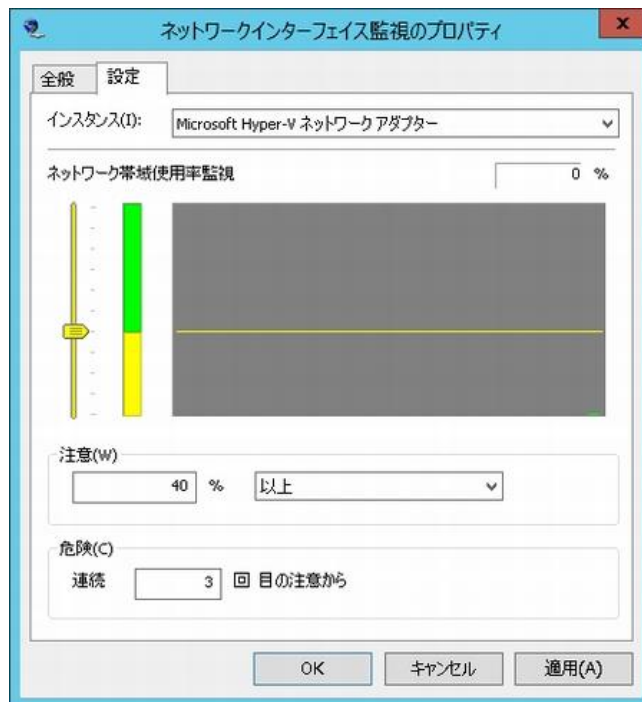 ネットワークインターフェイス監視のプロパティ
x
全般 設定
インスタンス(I): Microsoft Hyper-V ネットワーク アダプター
ネットワーク帯域使用率監視 0 %
注意(W)
40 % 以上
危険(C)
連続 3 回 目の注意から
OK キャンセル 適用(A)